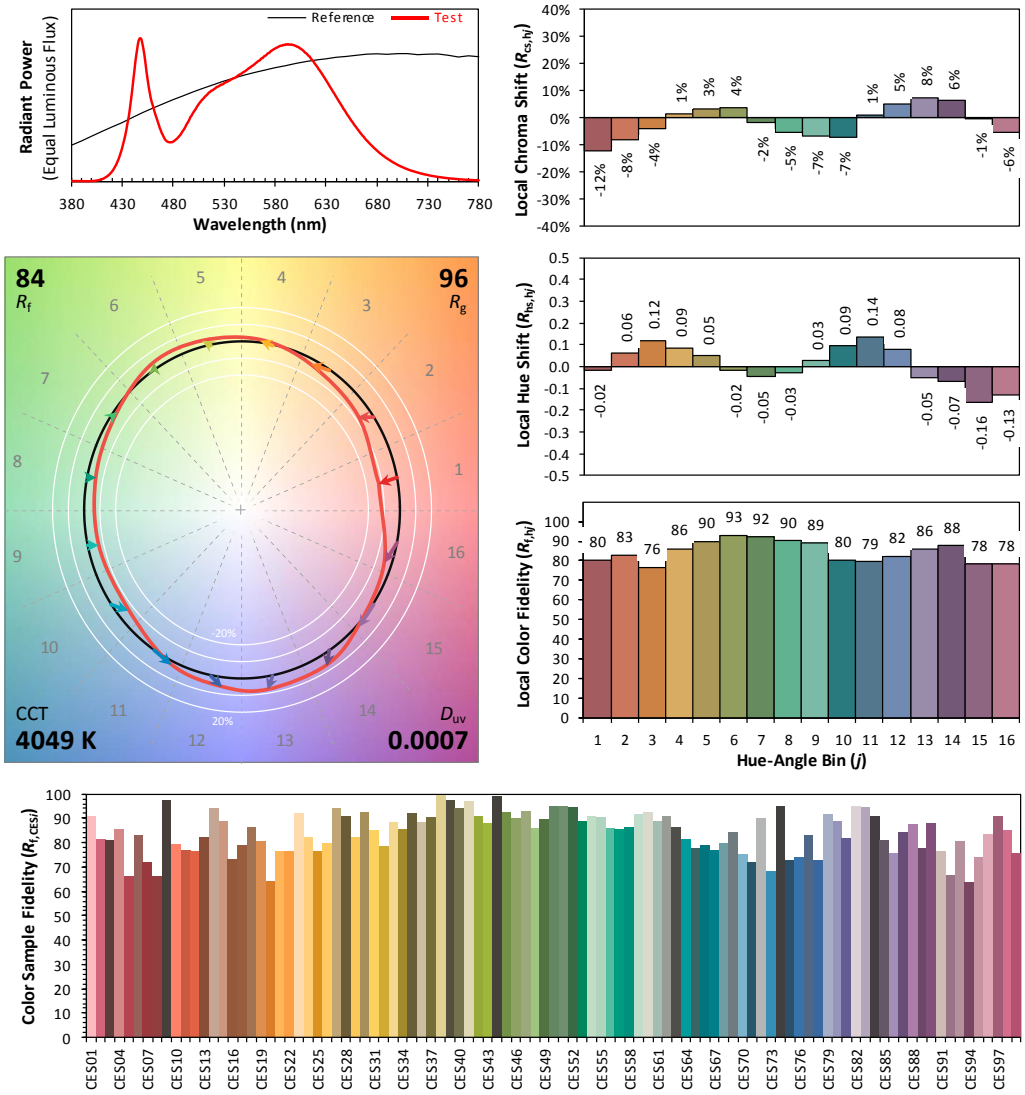 Reference Test
Radiant Power
(Equal Luminous Flux)
380 430 480 530 580 630 680 730 780
Wavelength (nm)
Local Chroma Shift (Rcs,hj)
40%
30%
20%
10%
0%
-10%
-20%
-30%
-40%
-12% -8% -4% 1% 3% 4% -2% -5% -7% -7% 1% 5% 8% 6% -1% -6%
84
Rf
96
Rg
5 4
6 3
7 2
8 1
9 16
10 15
11 14
12 13
-20%
20%
CCT
4049 K
Duv
0.0007
Local Hue Shift (Rhs,hj)
0.5
0.4
0.3
0.2
0.1
0.0
-0.1
-0.2
-0.3
-0.4
-0.5
-0.02 0.06 0.12 0.09 0.05 -0.02 -0.05 -0.03 0.03 0.09 0.14 0.08 -0.05 -0.07 -0.16 -0.13
Local Color Fidelity (Rf,hj)
100
90
80
70
60
50
40
30
20
10
0
80 83 76 86 90 93 92 90 89 80 79 82 86 88 78 78
1 2 3 4 5 6 7 8 9 10 11 12 13 14 15 16
Hue-Angle Bin (j)
Color Sample Fidelity (Rf,CESi)
100
90
80
70
60
50
40
30
20
10
0
CES01 CES04 CES07 CES10 CES13 CES16 CES19 CES22 CES25 CES28 CES31 CES34 CES37 CES40 CES43 CES46 CES49 CES52 CES55 CES58 CES61 CES64 CES67 CES70 CES73 CES76 CES79 CES82 CES85 CES88 CES91 CES94 CES97